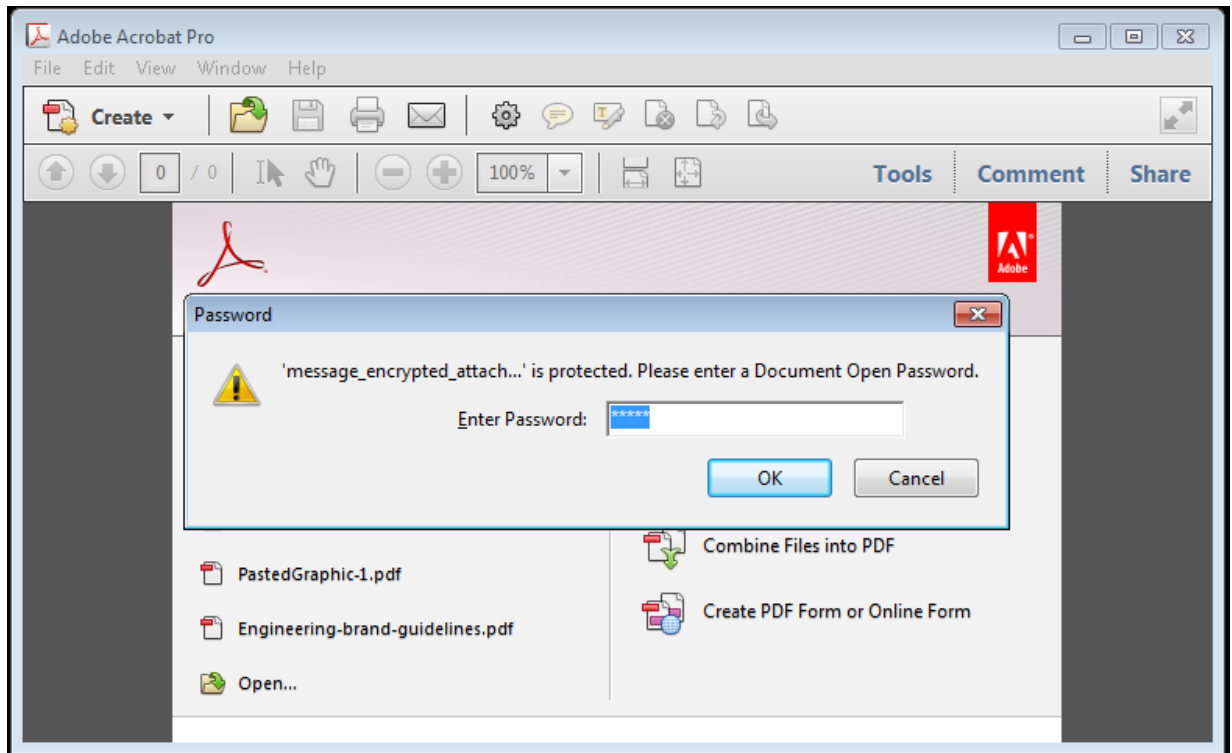 Adobe Acrobat Pro
File Edit View Window Help
Create
0 / 0 100% Tools Comment Share
Adobe
Password
'message_encrypted_attach...' is protected. Please enter a Document Open Password.
Enter Password: *****
OK Cancel
Combine Files into PDF
PastedGraphic-1.pdf
Create PDF Form or Online Form
Engineering-brand-guidelines.pdf
Open...